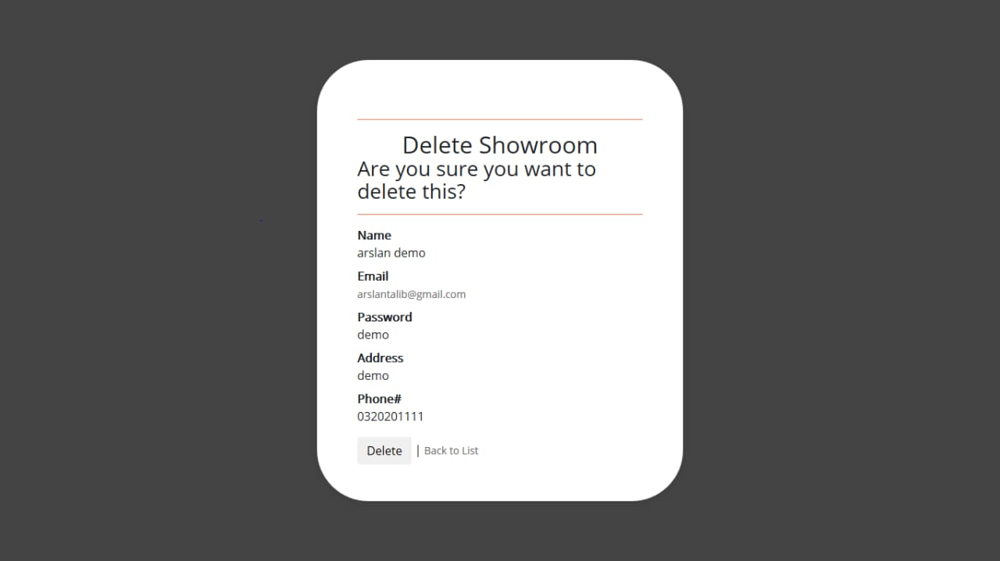 Delete Showroom
Are you sure you want to
delete this?
Name
arslan demo
Email
arslantalib@gmail.com
Password
demo
Address
demo
Phone#
0320201111
Delete | Back to List